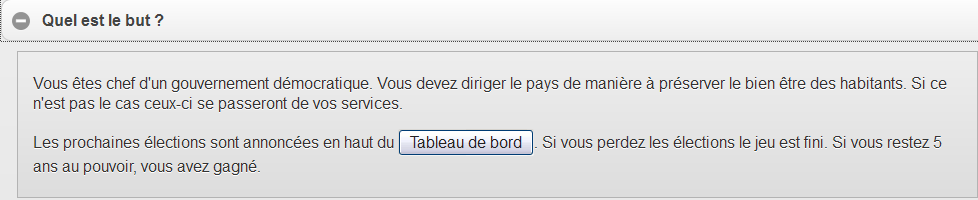 Quel est le but ?
Vous êtes chef d'un gouvernement démocratique. Vous devez diriger le pays de manière à préserver le bien être des habitants. Si ce
n'est pas le cas ceux-ci se passeront de vos services.
Les prochaines élections sont annoncées en haut du Tableau de bord. Si vous perdez les élections le jeu est fini. Si vous restez 5
ans au pouvoir, vous avez gagné.